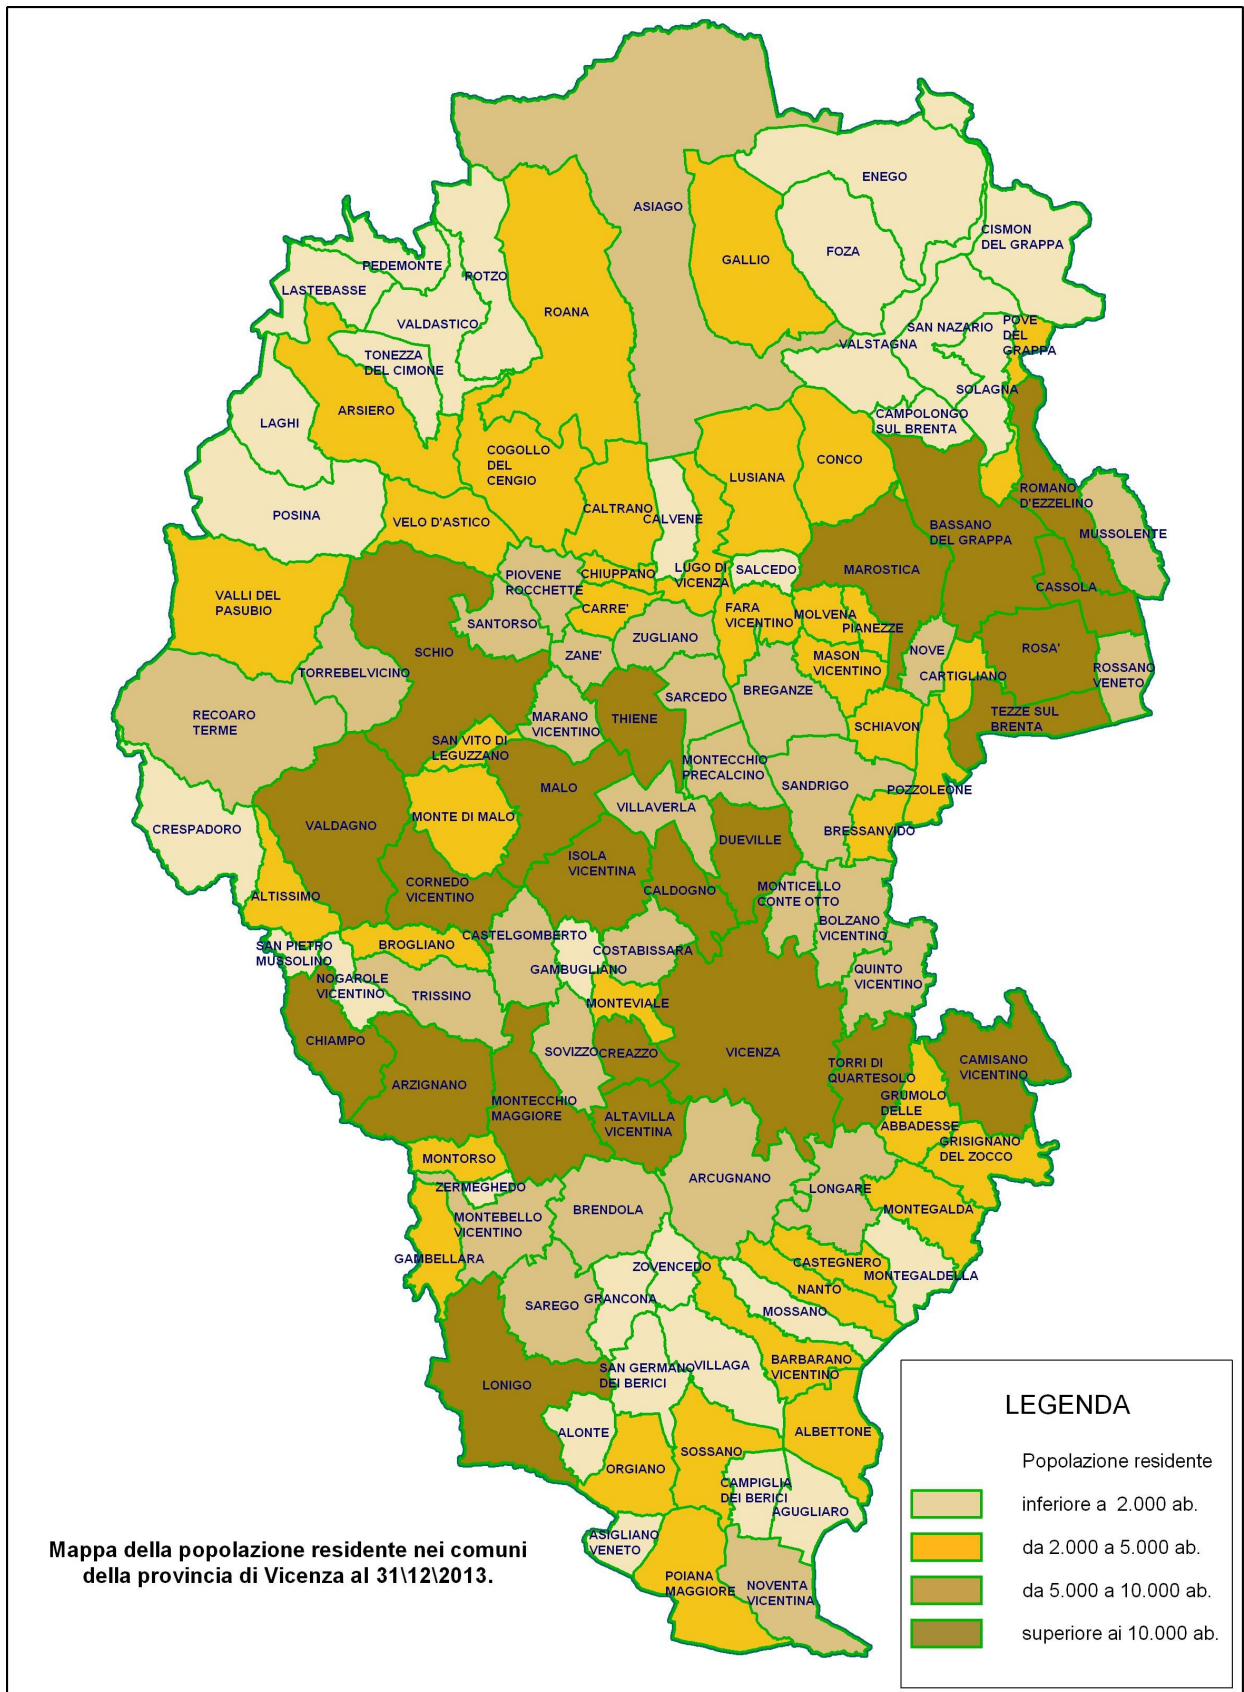 ENEGO
ASIAGO
CISMON
DEL GRAPPA
FOZA
GALLIO
PEDEMONTE
ROTZO
LASTEBASSE
ROANA
VALDASTICO
SAN NAZARIO
POVE
DEL
GRAPPA
VALSTAGNA
TONEZZA
DEL CIMONE
SOLAGNA
ARSIERO
CAMPOLONGO
SUL BRENTA
LAGHI
COGOLLO
DEL
CENGIO
CONCO
LUSIANA
ROMANO
D'EZZELINO
CALTRANO
POSINA
CALVENE
VELO D'ASTICO
BASSANO
DEL GRAPPA
MUSSOLENTE
LUGO DI
VICENZA
SALCEDO
MAROSTICA
PIOVENE
ROCCHETTE
CHIUPPANO
CASSOLA
VALLI DEL
PASUBIO
CARRE'
FARA
VICENTINO
MOLVENA
PIANEZZE
SANTORSO
ZUGLIANO
SCHIO
ZANE'
NOVE
ROSA'
MASON
VICENTINO
ROSSANO
VENETO
TORREBELVICINO
CARTIGLIANO
SARCEDO
BREGANZE
RECOARO
TERME
MARANO
VICENTINO
THIENE
TEZZE SUL
BRENTA
SCHIAVON
SAN VITO DI
LEGUZZANO
MONTECCHIO
PRECALCINO
MALO
SANDRIGO
POZZOLEONE
VILLAVERLA
MONTE DI MALO
CRESPADORO
VALDAGNO
BRESSANVIDO
DUEVILLE
ISOLA
VICENTINA
CORNEDO
VICENTINO
CALDOGNO
MONTICELLO
CONTE OTTO
ALTISSIMO
BOLZANO
VICENTINO
CASTELGOMBERTO
SAN PIETRO
MUSSOLINO
BROGLIANO
COSTABISSARA
GAMBUGLIANO
QUINTO
VICENTINO
NOGAROLE
VICENTINO
TRISSINO
MONTEVIALE
CHIAMPO
SOVIZZO
CREAZZO
VICENZA
TORRI DI
QUARTESOLO
CAMISANO
VICENTINO
ARZIGNANO
MONTECCHIO
MAGGIORE
ALTAVILLA
VICENTINA
GRUMOLO
DELLE
ABBADESSE
GRISIGNANO
DEL ZOCCO
MONTORSO
ARCUGNANO
ZERMEGHEDO
LONGARE
BRENDOLA
MONTEGALDA
MONTEBELLO
VICENTINO
GAMBELLARA
ZOVENCEDO
CASTEGNERO
MONTEGALDELLA
NANTO
GRANCONA
SAREGO
MOSSANO
BARBARANO
VICENTINO
SAN GERMANO
DEI BERICI
VILLAGA
LONIGO
ALONTE
ALBETTONE
SOSSANO
ORGIANO
CAMPIGLIA
DEI BERICI
AGUGLIARO
ASIGLIANO
VENETO
POIANA
MAGGIORE
NOVENTA
VICENTINA
Mappa della popolazione residente nei comuni
della provincia di Vicenza al 31\12\2013.
LEGENDA
Popolazione residente
inferiore a 2.000 ab.
da 2.000 a 5.000 ab.
da 5.000 a 10.000 ab.
superiore ai 10.000 ab.